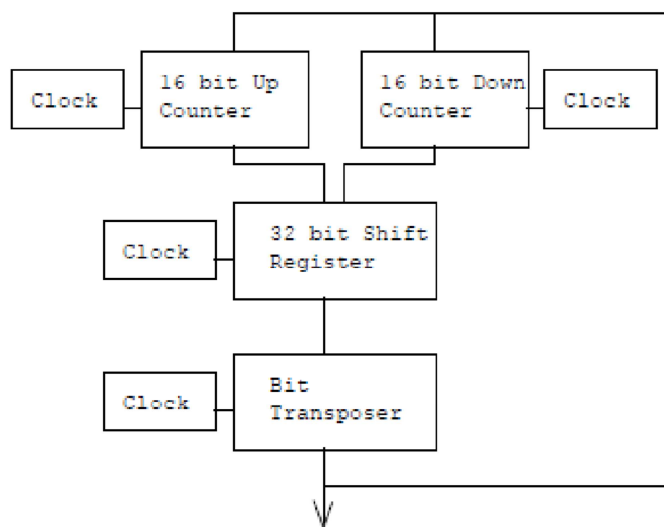 Clock
16 bit Up
Counter
16 bit Down
Counter
Clock
Clock
32 bit Shift
Register
Clock
Bit
Transposer